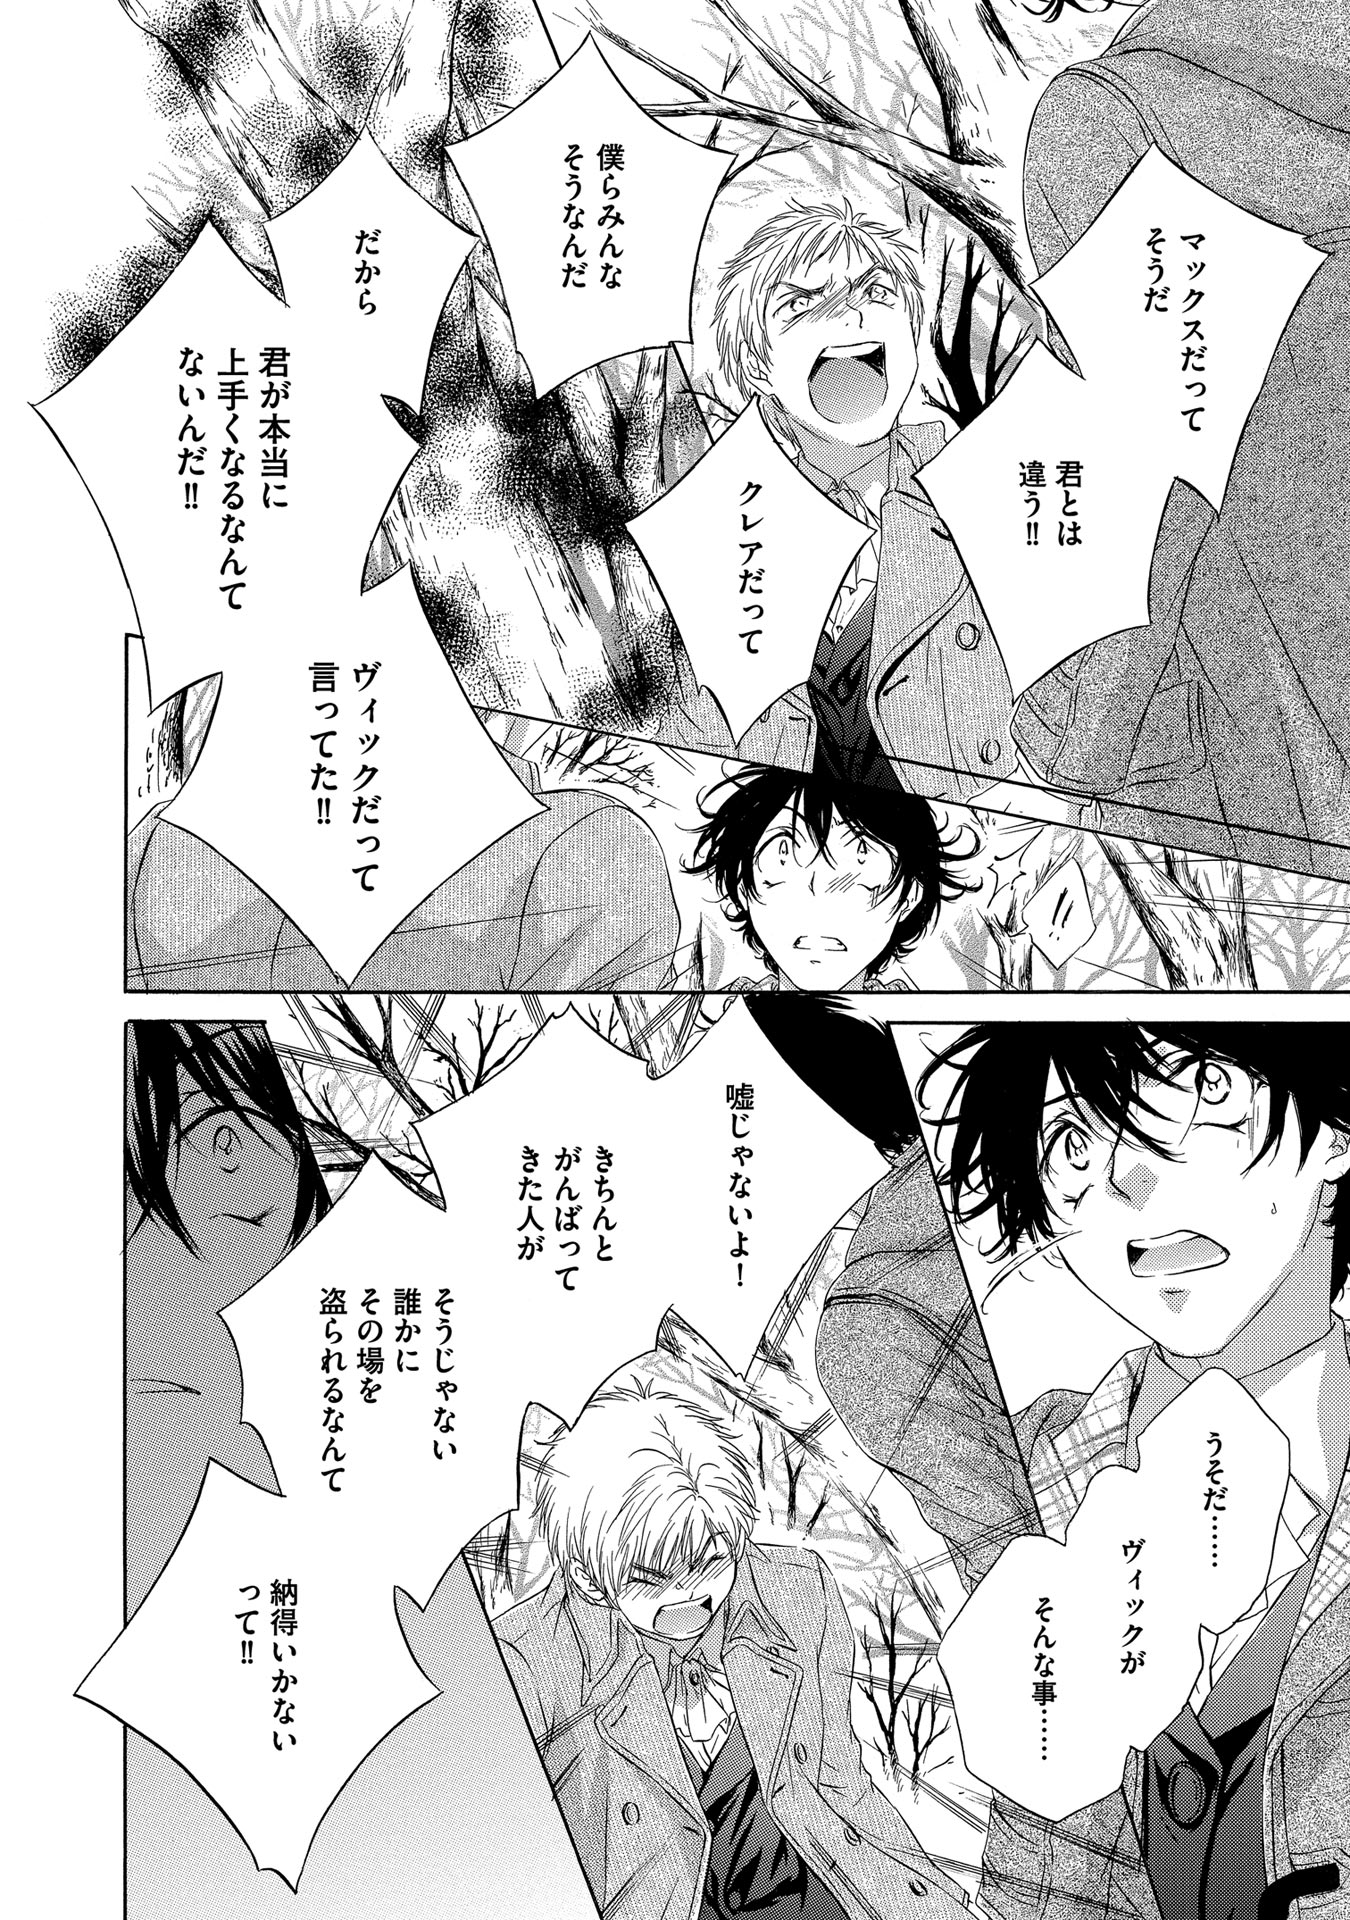 マックスだって
そうだ
君とは
違う!!
クレアだって
僕らみんな
そうなんだ
だから
君が本当に
上手くなるなんて
ないんだ!!
ヴィックだって
言ってた!!
!!
うそだ……
ヴィックが
そんな事……
嘘じゃないよ！
きちんと
がんばって
きた人が
そうじゃない
誰かに
その場を
盗られるなんて
納得いかない
って!!